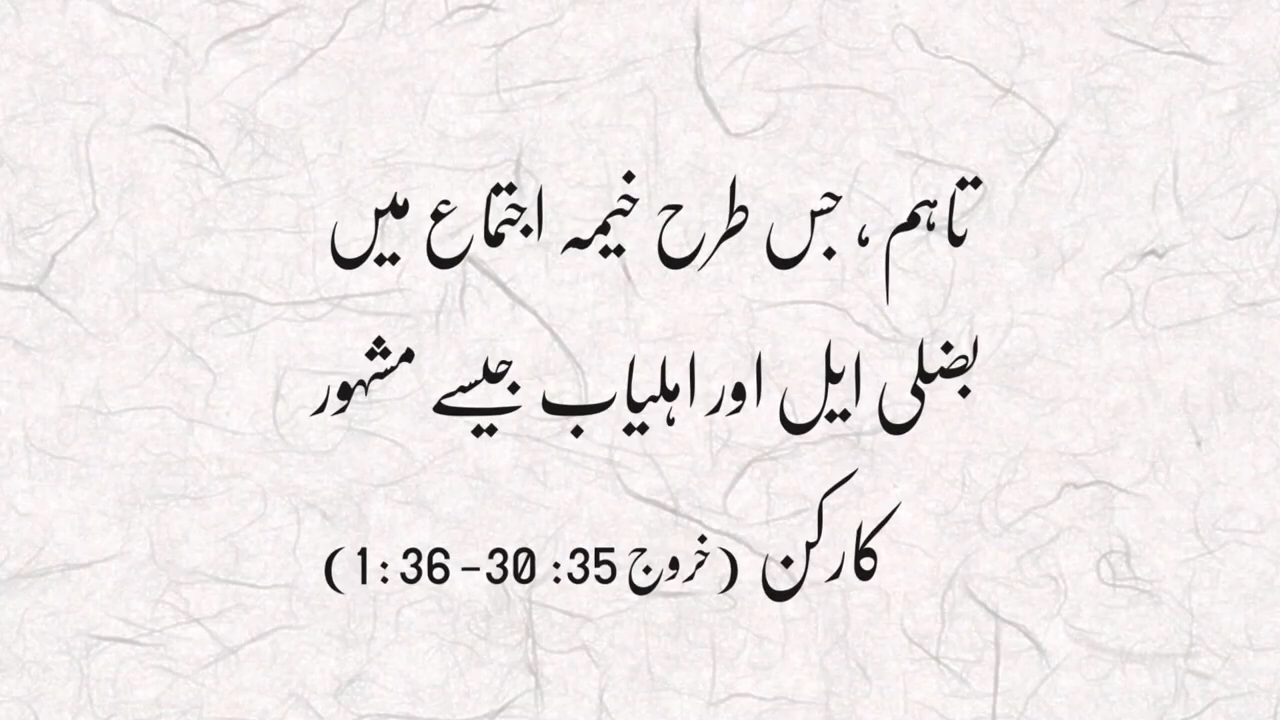 تاہم، جس طرح خیمہ اجتماع میں
بضلی ایل اور اہلیاب جیسے مشہور
کارکن (خروج 35: 30- 36:1)